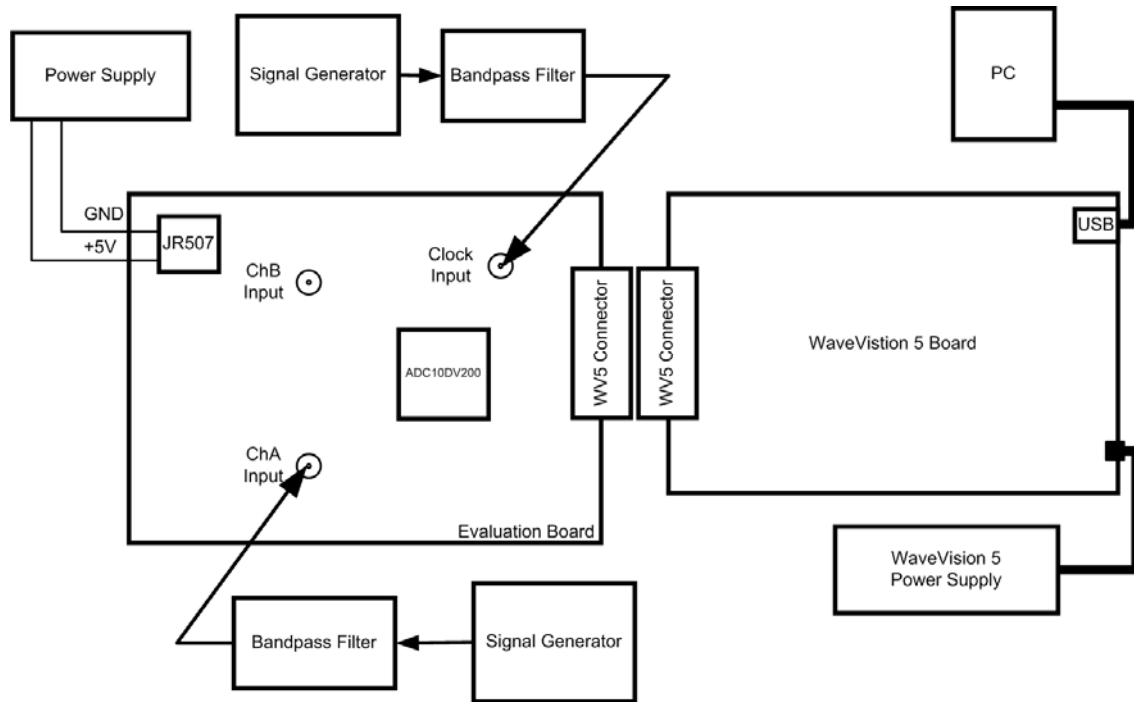 Power Supply
Signal Generator
Bandpass Filter
PC
GND
+5V
JR507
ChB
Input
Clock
Input
USB
WV5 Connector
WV5 Connector
WaveVistion 5 Board
ADC10DV200
ChA
Input
Evaluation Board
WaveVision 5
Power Supply
Bandpass Filter
Signal Generator